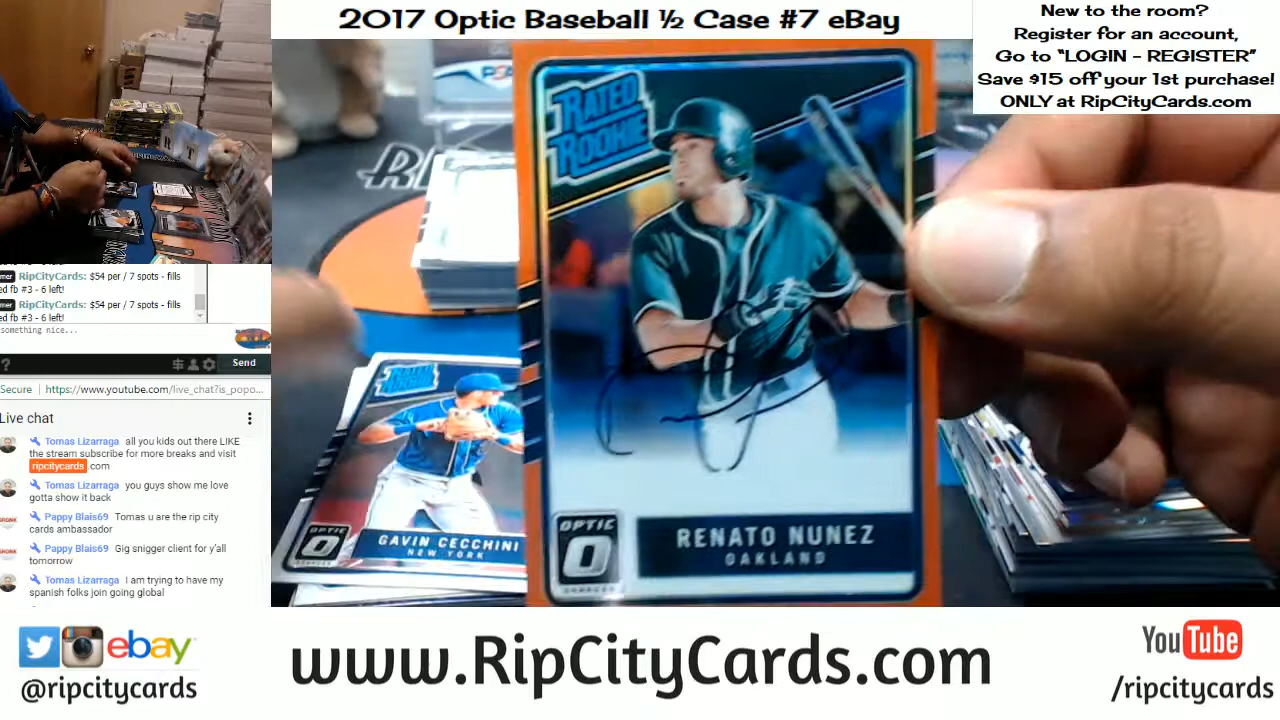 2017 Optic Baseball ½ Case #7 eBay
New to the room?
Register for an account,
Go to “LOGIN - REGISTER”
Save $15 off your 1st purchase!
ONLY at RipCityCards.com
RATED
ROOKIE
RipCityCards: $54 per / 7 spots - fills
ed fb #3 - 6 left!
RipCityCards: $54 per / 7 spots - fills
ed fb #3 - 6 left!
something nice...
Send
Secure https://www.youtube.com/live_chat?is_popo...
Live chat
Tomas Lizarraga all you kids out there LIKE
the stream subscribe for more breaks and visit
ripcitycards .com
Tomas Lizarraga you guys show me love
gotta show it back
Pappy Blais69 Tomas u are the rip city
cards ambassador
Pappy Blais69 Gig snigger client for y'all
tomorrow
Tomas Lizarraga I am trying to have my
spanish folks join going global
OPTIC
GAVIN CECCHINI
NEW YORK
OPTIC
DONRUSS
RENATO NUNEZ
OAKLAND
ebay
@ripcitycards
www.RipCityCards.com
YouTube
/ripcitycards